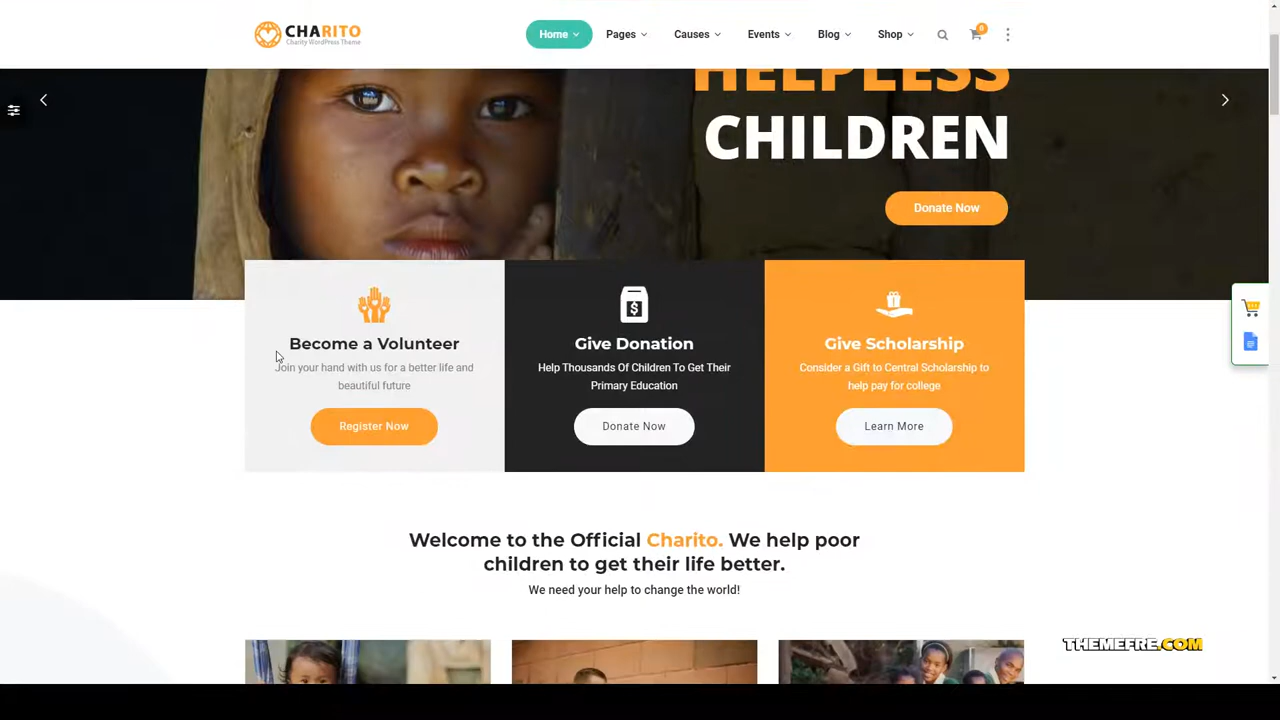 CHARITO
Charity WordPress Theme
Home
Pages
Causes
Events
Blog
Shop
HELPLESS
CHILDREN
Donate Now
Become a Volunteer
Join your hand with us for a better life and
beautiful future
Register Now
Give Donation
Help Thousands Of Children To Get Their
Primary Education
Donate Now
Give Scholarship
Consider a Gift to Central Scholarship to
help pay for college
Learn More
Welcome to the Official Charito. We help poor
children to get their life better.
We need your help to change the world!
THEMEFRE.COM